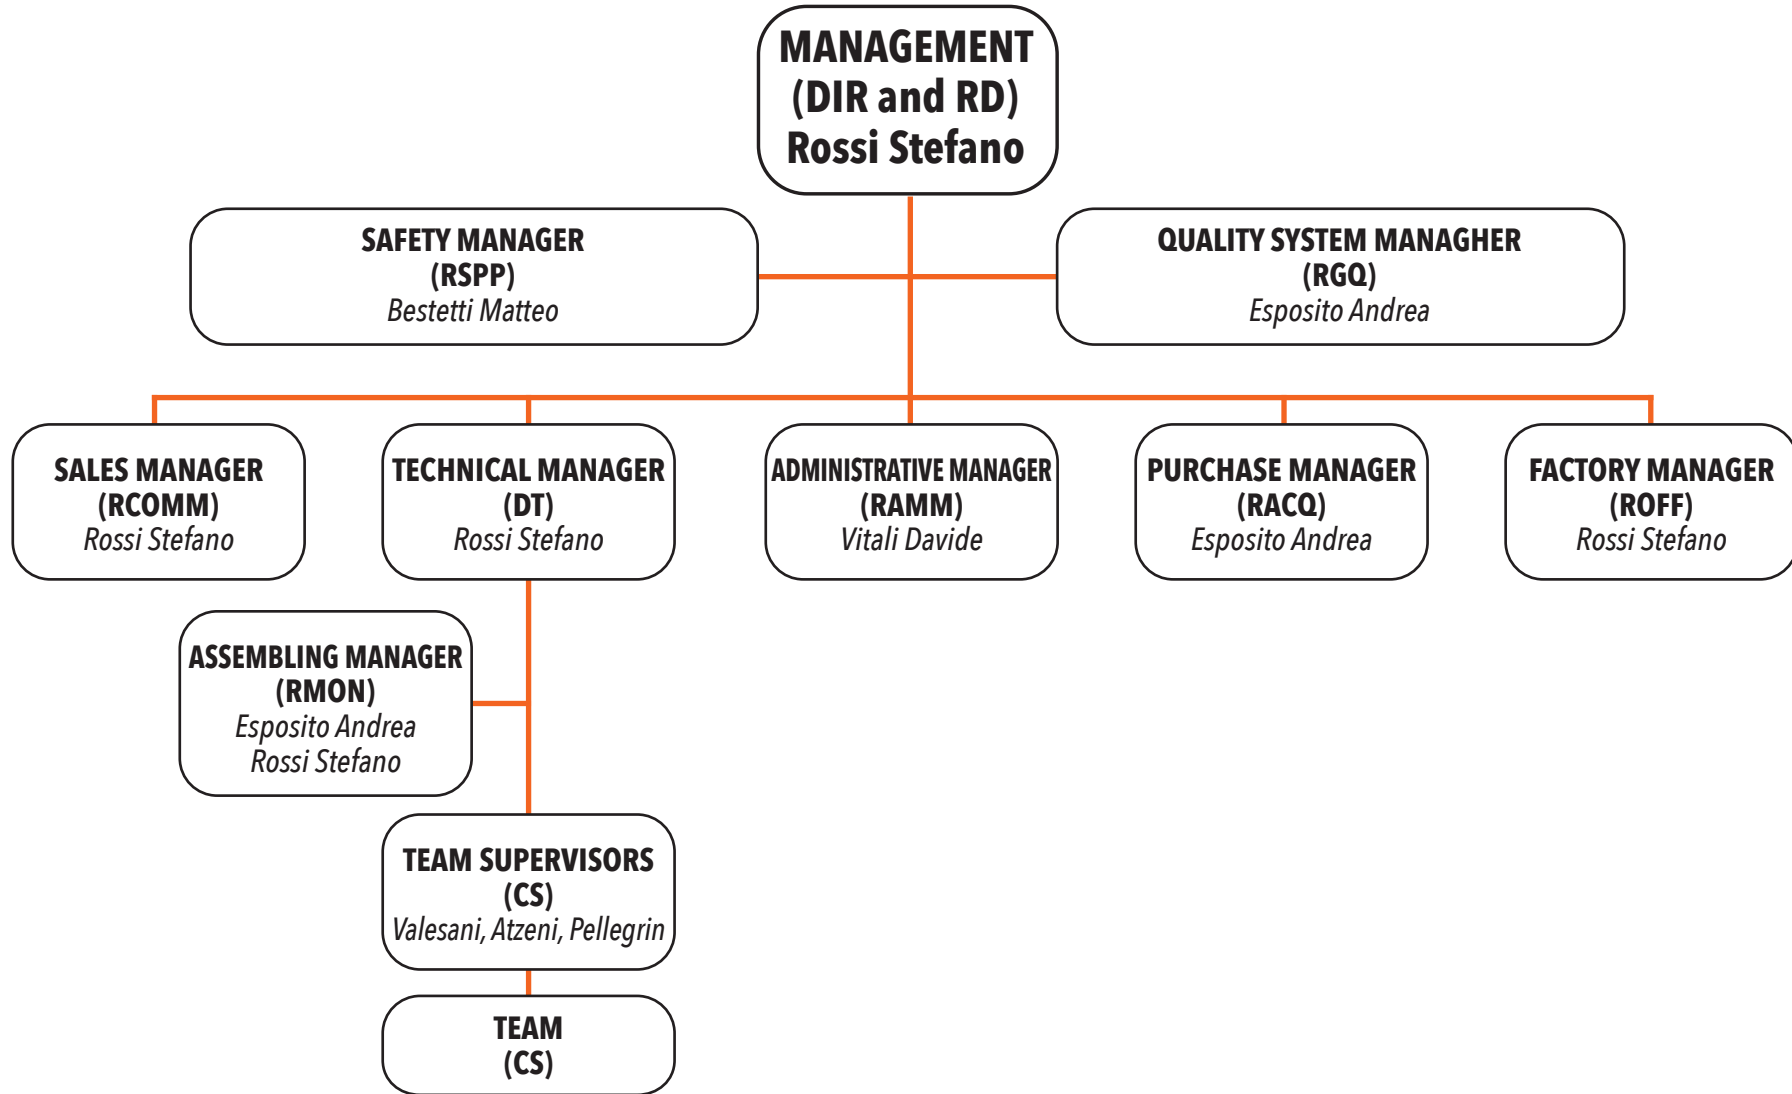 MANAGEMENT
(DIR and RD)
Rossi Stefano
SAFETY MANAGER
(RSPP)
Bestetti Matteo
QUALITY SYSTEM MANAGHER
(RGQ)
Esposito Andrea
SALES MANAGER
(RCOMM)
Rossi Stefano
TECHNICAL MANAGER
(DT)
Rossi Stefano
ADMINISTRATIVE MANAGER
(RAMM)
Vitali Davide
PURCHASE MANAGER
(RACQ)
Esposito Andrea
FACTORY MANAGER
(ROFF)
Rossi Stefano
ASSEMBLING MANAGER
(RMON)
Esposito Andrea
Rossi Stefano
TEAM SUPERVISORS
(CS)
Valesani, Atzeni, Pellegrin
TEAM
(CS)